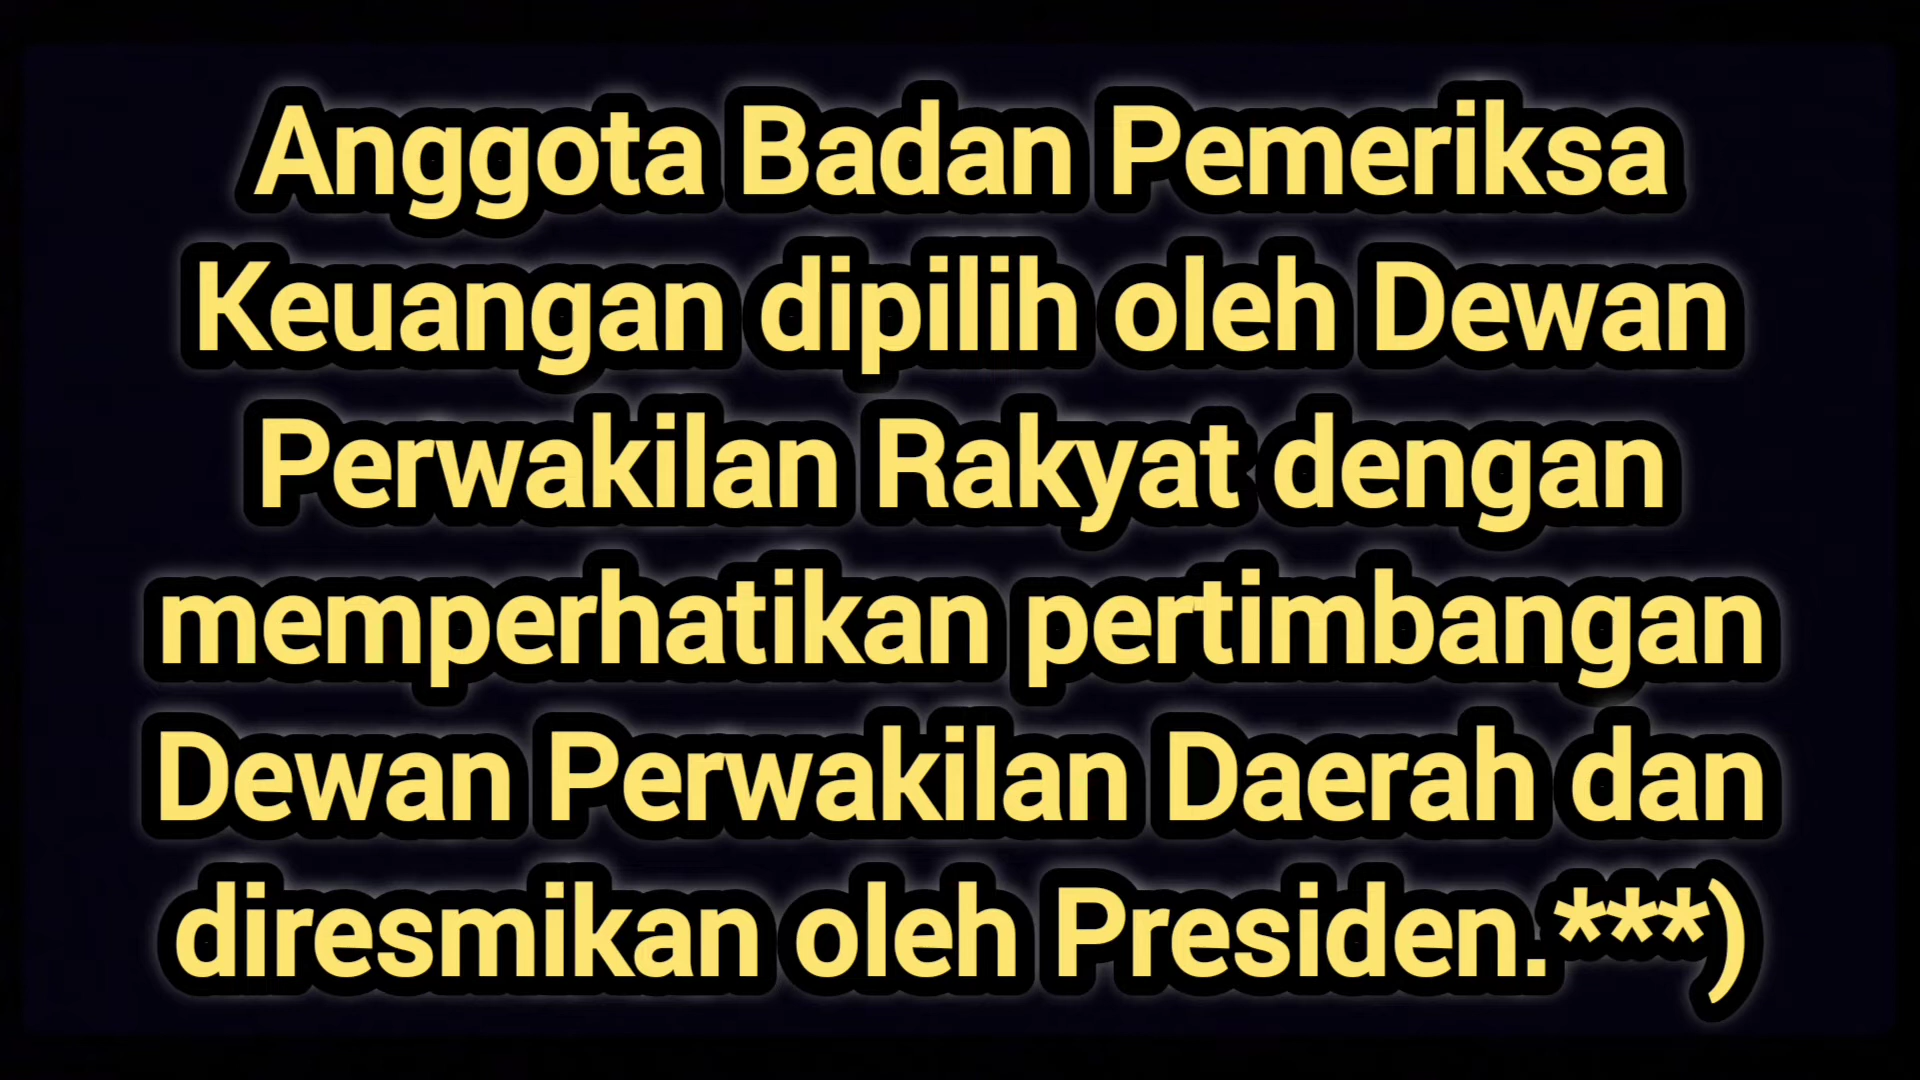 Anggota Badan Pemeriksa
Keuangan dipilih oleh Dewan
Perwakilan Rakyat dengan
memperhatikan pertimbangan
Dewan Perwakilan Daerah dan
diresmikan oleh Presiden.***)